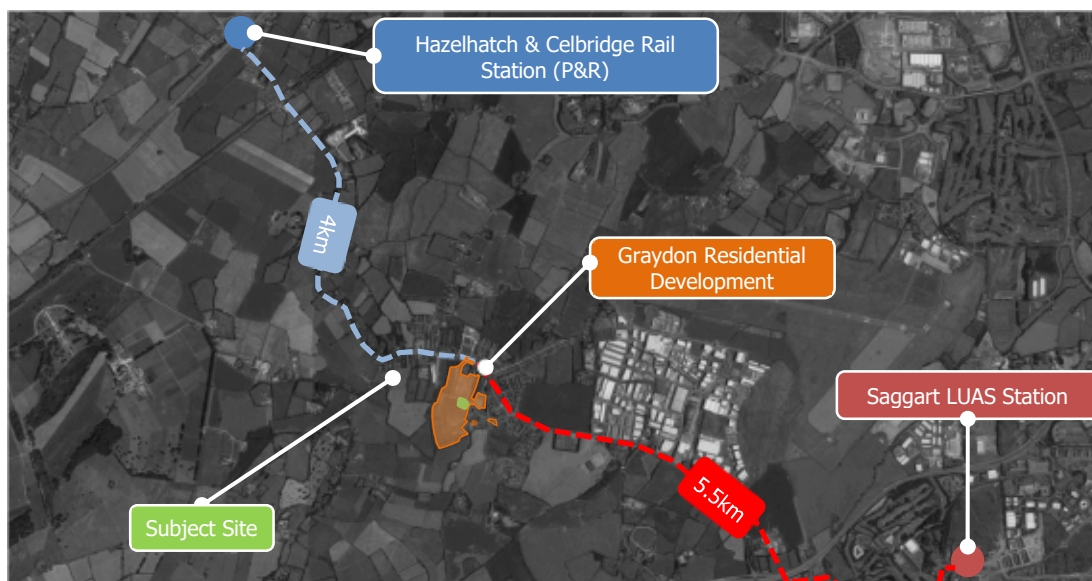 Hazelhatch & Celbridge Rail
Station (P&R)
4km
Graydon Residential
Development
Saggart LUAS Station
5.5km
Subject Site